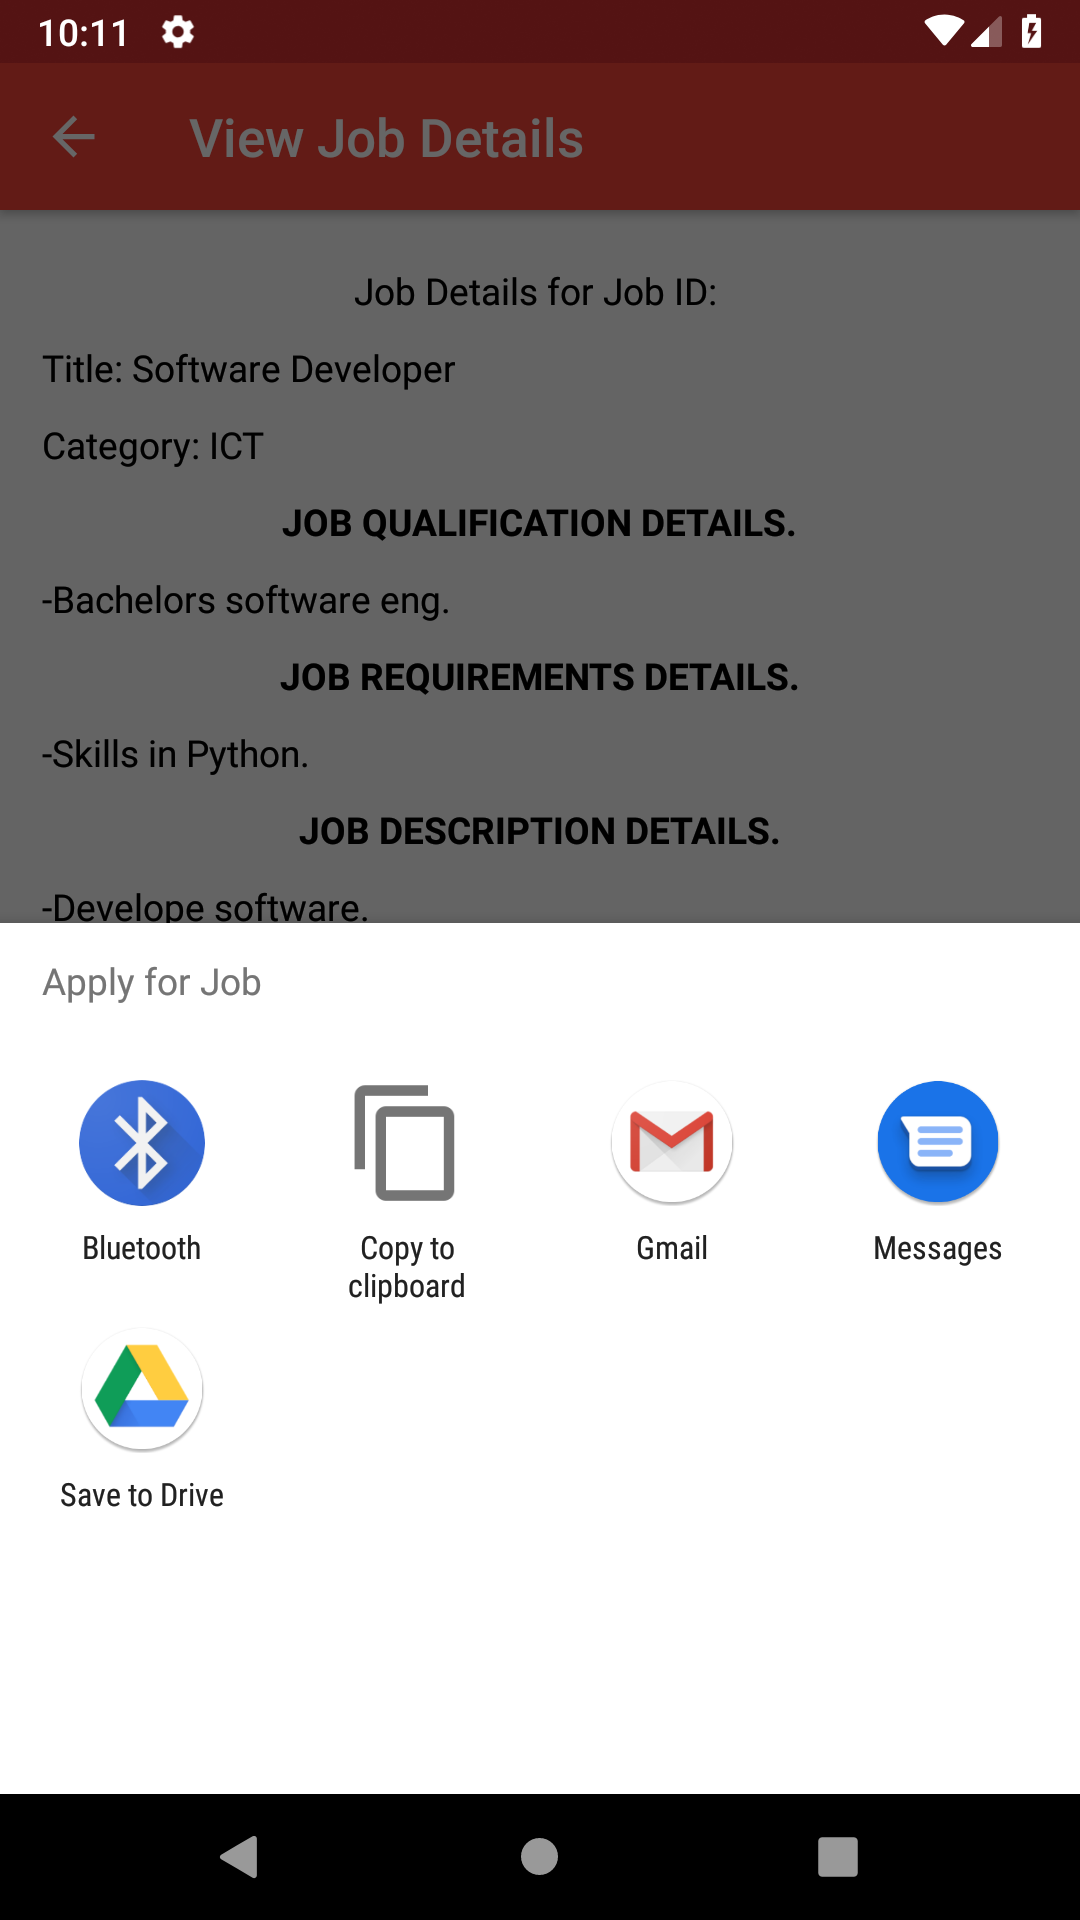 10:11
View Job Details
Job Details for Job ID:
Title: Software Developer
Category: ICT
JOB QUALIFICATION DETAILS.
-Bachelors software eng.
JOB REQUIREMENTS DETAILS.
-Skills in Python.
JOB DESCRIPTION DETAILS.
-Develope software.
Apply for Job
Bluetooth
Copy to
clipboard
Gmail
Messages
Save to Drive